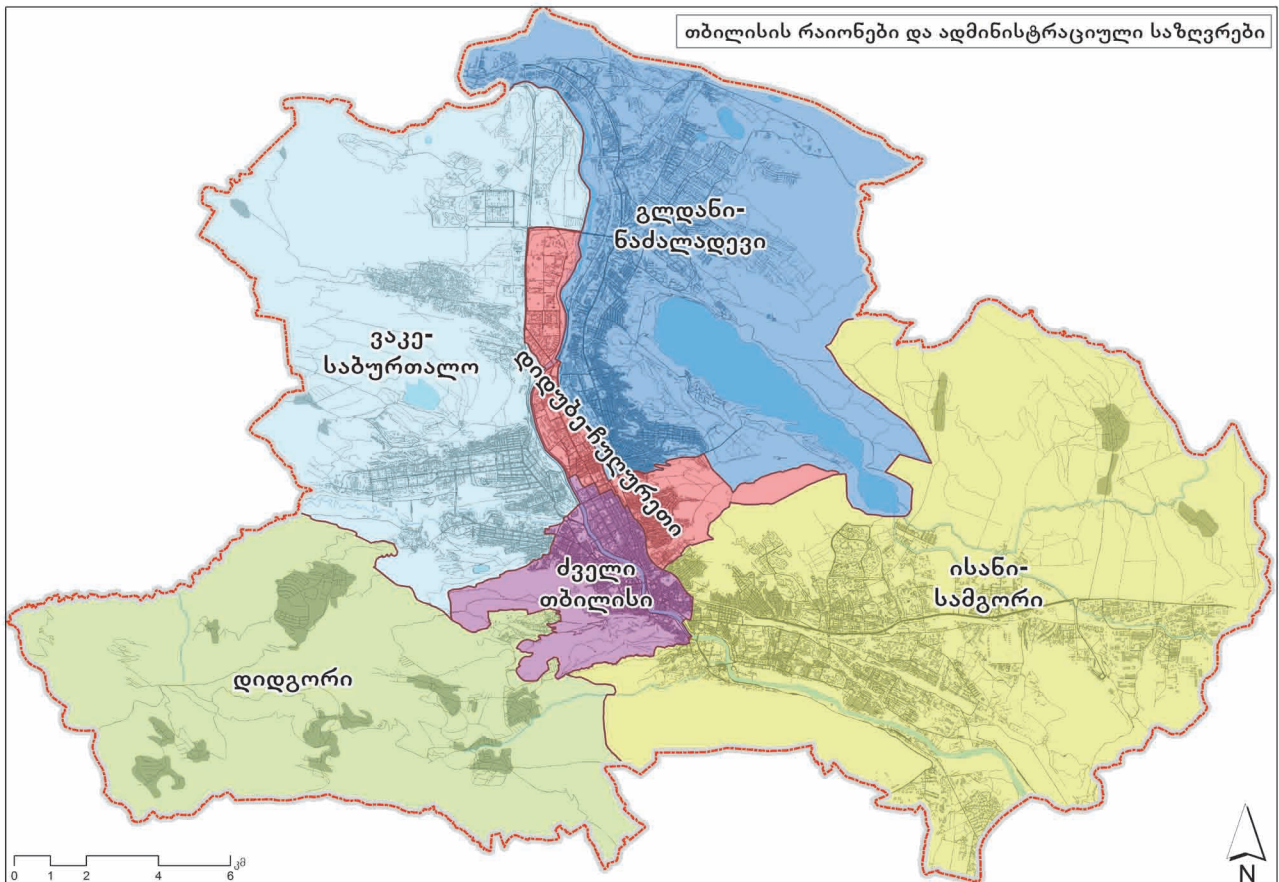 თბილისის რაიონები და ადმინისტრაციული საზღვრები
გლდანი-
ნაძალადევი
ვაკე-
საბურთალო
დიდუბე-ჩუღურეთი
ძველი
თბილისი
ისანი-
სამგორი
დიდგორი
კმ
0 1 2 4 6
N